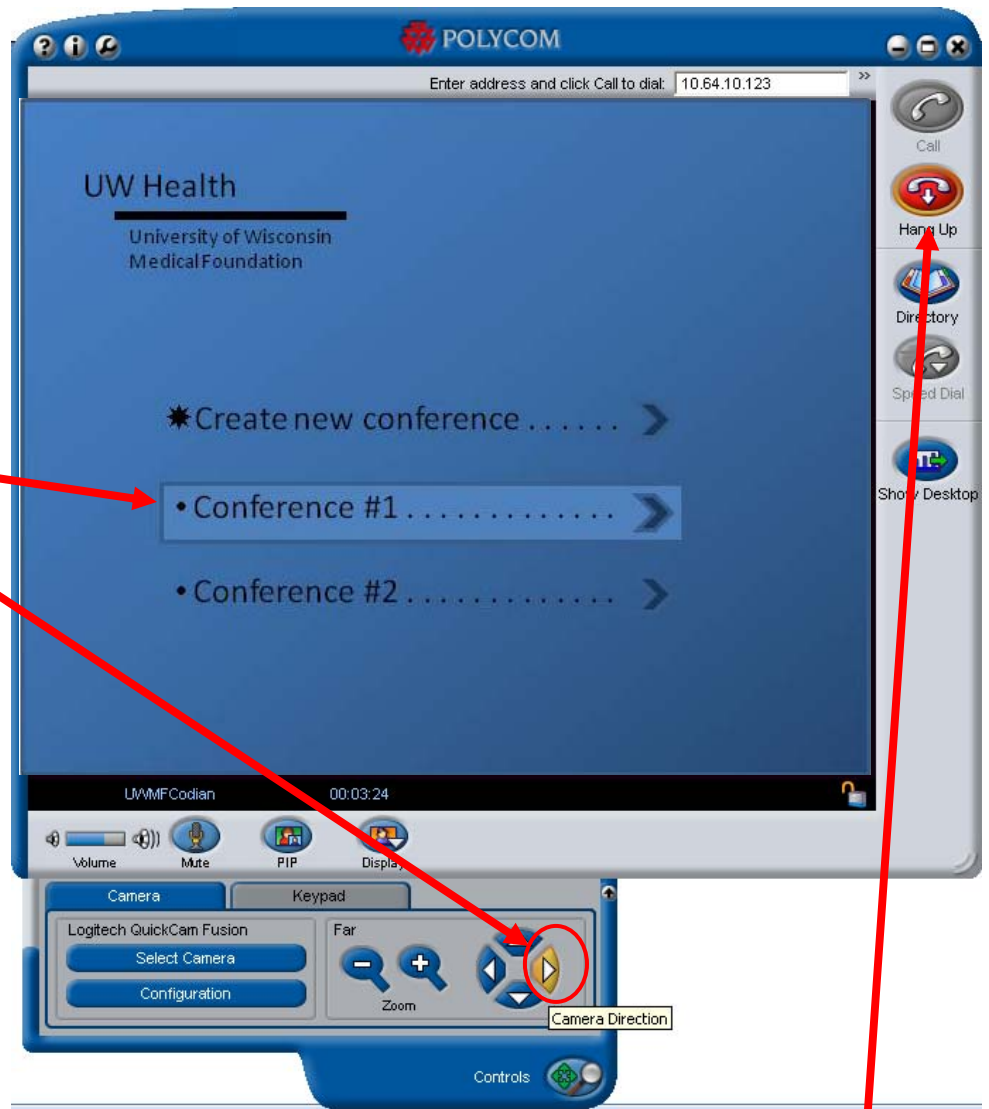 ? i
POLYCOM
Enter address and click Call to dial: 10.64.10.123 »
Call
UW Health
Hang Up
University of Wisconsin
Medical Foundation
Directory
Speed Dial
✷Create new conference . . . . . .
Show Desktop
• Conference #1 . . . . . . . . . . . . .
• Conference #2 . . . . . . . . . . . . .
UWMFCodian 00:03:24
Volume Mute PIP Display
Camera Keypad
Logitech QuickCam Fusion Far
Select Camera
Configuration
Zoom
Camera Direction
Controls